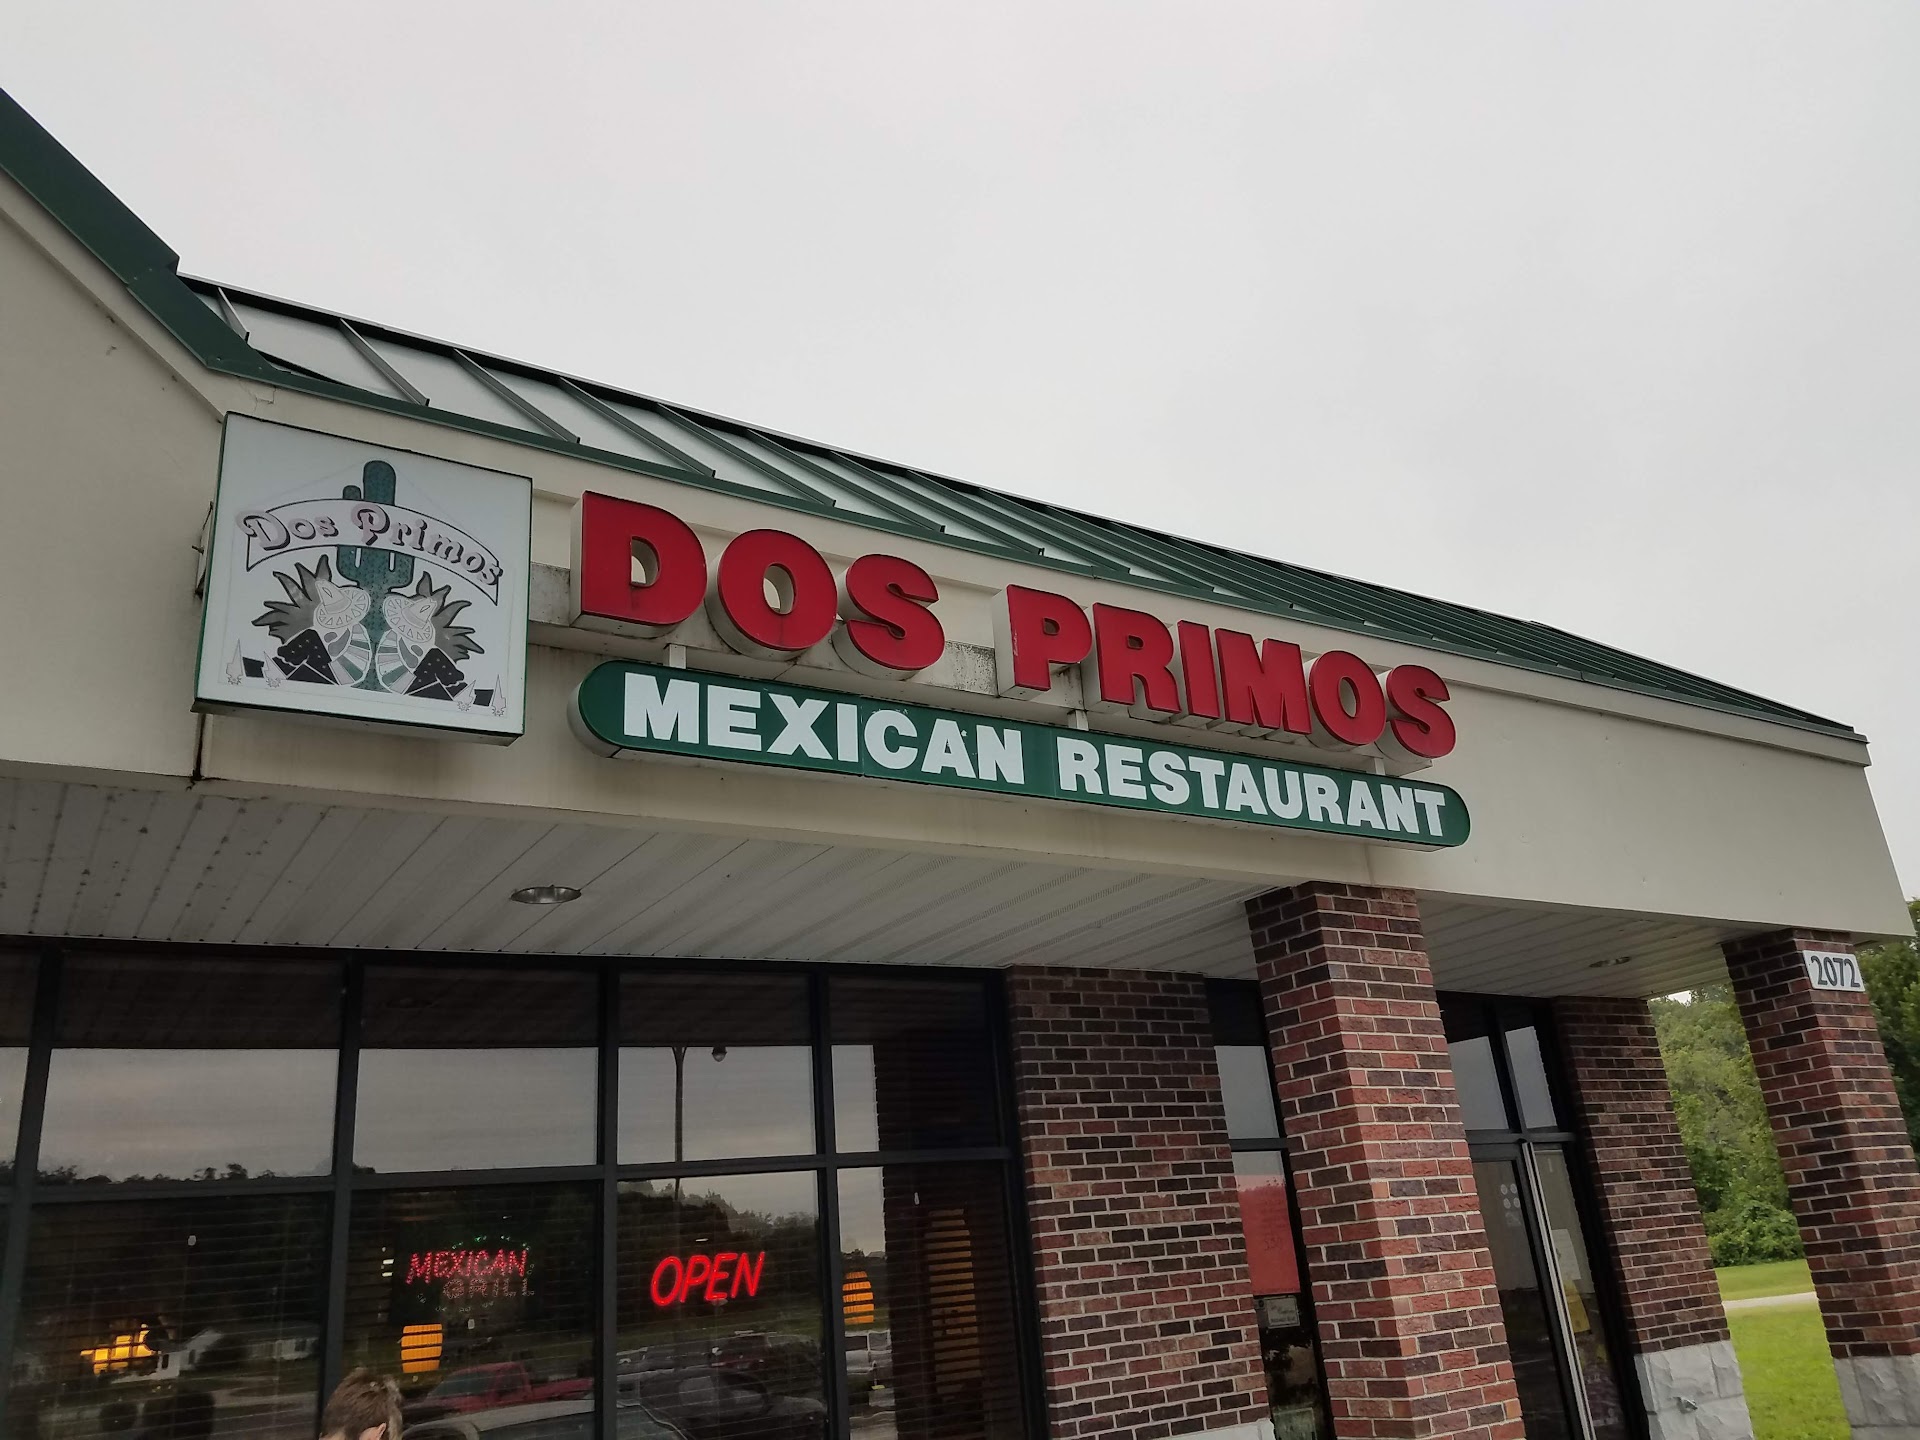 Dos Primos
DOS PRIMOS
MEXICAN RESTAURANT
2072
MEXICAN
GRILL
OPEN